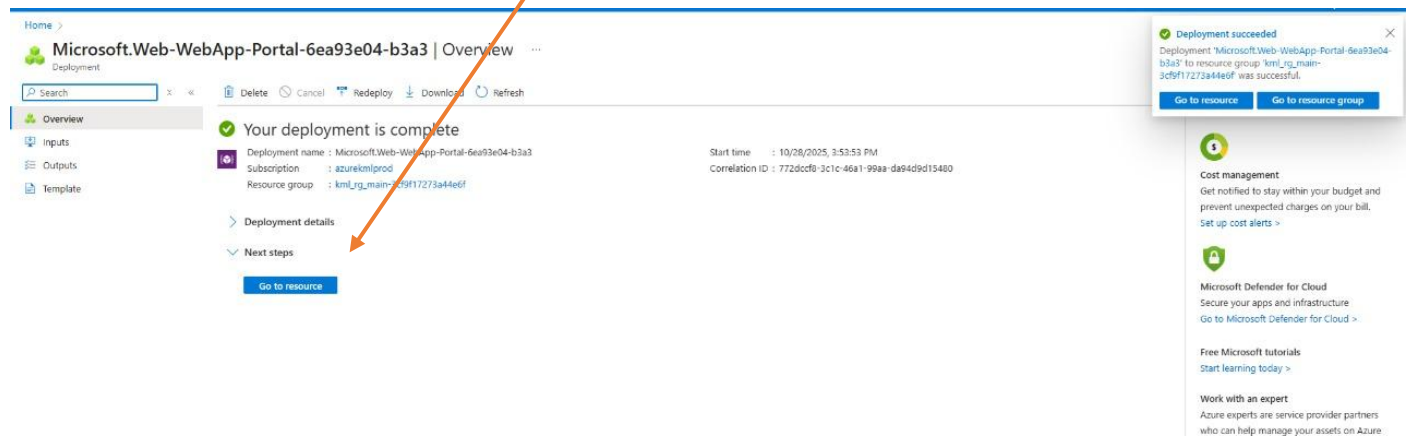 Home >
Microsoft.Web-WebApp-Portal-6ea93e04-b3a3 | Overview ...
Deployment
Search
Delete Cancel Redeploy Download Refresh
Overview
Inputs
Outputs
Template
Your deployment is complete
Deployment name : Microsoft.Web-WebApp-Portal-6ea93e04-b3a3
Subscription : azurekmlprod
Resource group : kml_rg_main-3cf9f17273a44e6f
Start time : 10/28/2025, 3:53:53 PM
Correlation ID : 772dccf8-3c1c-46a1-99aa-da94d9d15480
Deployment details
Next steps
Go to resource
Deployment succeeded
Deployment 'Microsoft.Web-WebApp-Portal-6ea93e04-
b3a3' to resource group 'kml_rg_main-
3cf9f17273a44e6f' was successful.
Go to resource Go to resource group
Cost management
Get notified to stay within your budget and
prevent unexpected charges on your bill.
Set up cost alerts >
Microsoft Defender for Cloud
Secure your apps and infrastructure
Go to Microsoft Defender for Cloud >
Free Microsoft tutorials
Start learning today >
Work with an expert
Azure experts are service provider partners
who can help manage your assets on Azure